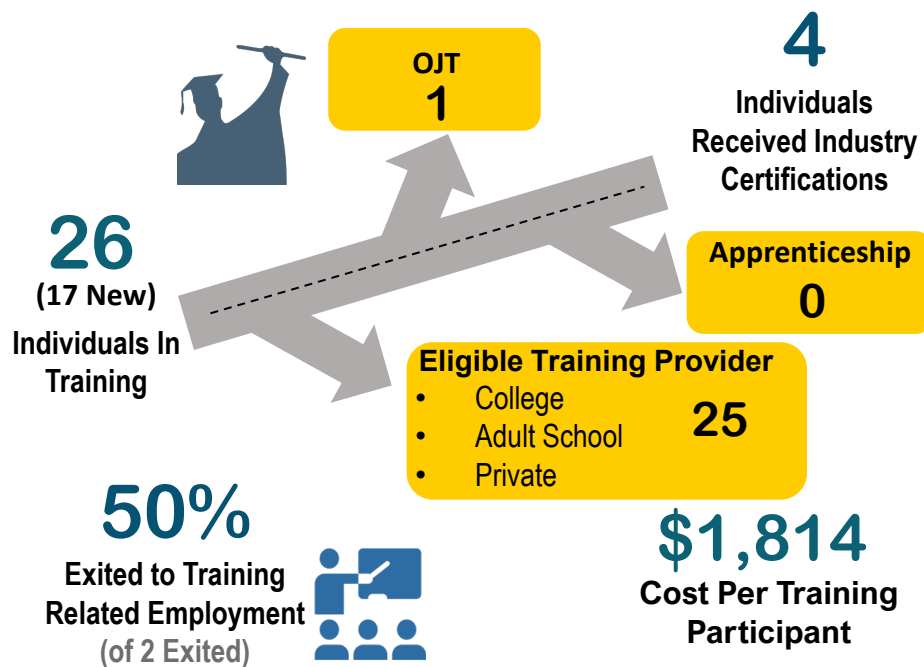 OJT
1
4
Individuals
Received Industry
Certifications
26
(17 New)
Individuals In
Training
Apprenticeship
0
Eligible Training Provider
• College
• Adult School
• Private
25
50%
Exited to Training
Related Employment
(of 2 Exited)
$1,814
Cost Per Training
Participant